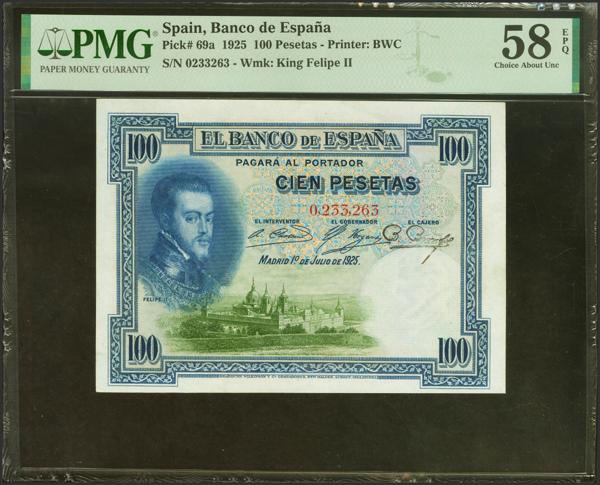 PMG
PAPER MONEY GUARANTY
Spain, Banco de España
Pick# 69a 1925 100 Pesetas - Printer: BWC
S/N 0233263 - Wmk: King Felipe II
58 EPQ
Choice About Unc
100 EL BANCO DE ESPAÑA 100
PAGARÁ AL PORTADOR
CIEN PESETAS
0,233,263
EL INTERVENTOR EL GOBERNADOR EL CAJERO
MADRID 1º DE JULIO DE 1925.
FELIPE II
100 100